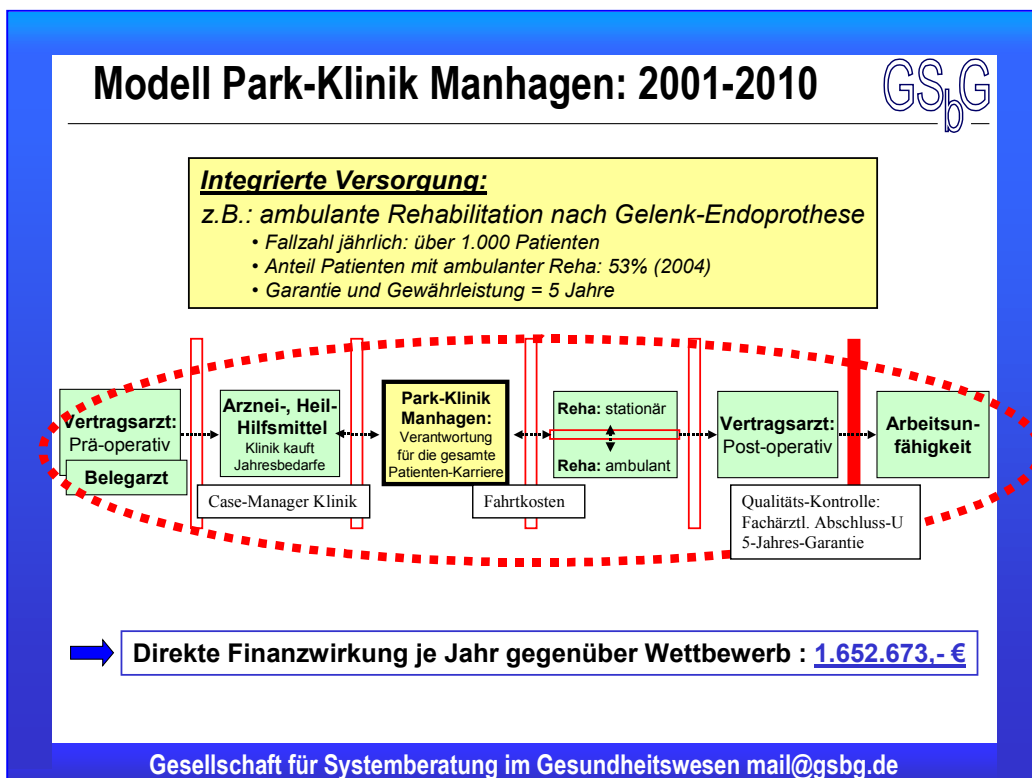 Modell Park-Klinik Manhagen: 2001-2010
GSbG
Integrierte Versorgung:
z.B.: ambulante Rehabilitation nach Gelenk-Endoprothese
• Fallzahl jährlich: über 1.000 Patienten
• Anteil Patienten mit ambulanter Reha: 53% (2004)
• Garantie und Gewährleistung = 5 Jahre
Vertragsarzt:
Prä-operativ
Belegarzt
Arznei-, Heil-
Hilfsmittel
Klinik kauft
Jahresbedarfe
Case-Manager Klinik
Park-Klinik
Manhagen:
Verantwortung
für die gesamte
Patienten-Karriere
Fahrtkosten
Reha: stationär
Reha: ambulant
Vertragsarzt:
Post-operativ
Qualitäts-Kontrolle:
Fachärztl. Abschluss-U
5-Jahres-Garantie
Arbeitsun-
fähigkeit
Direkte Finanzwirkung je Jahr gegenüber Wettbewerb : 1.652.673,- €
Gesellschaft für Systemberatung im Gesundheitswesen mail@gsbg.de